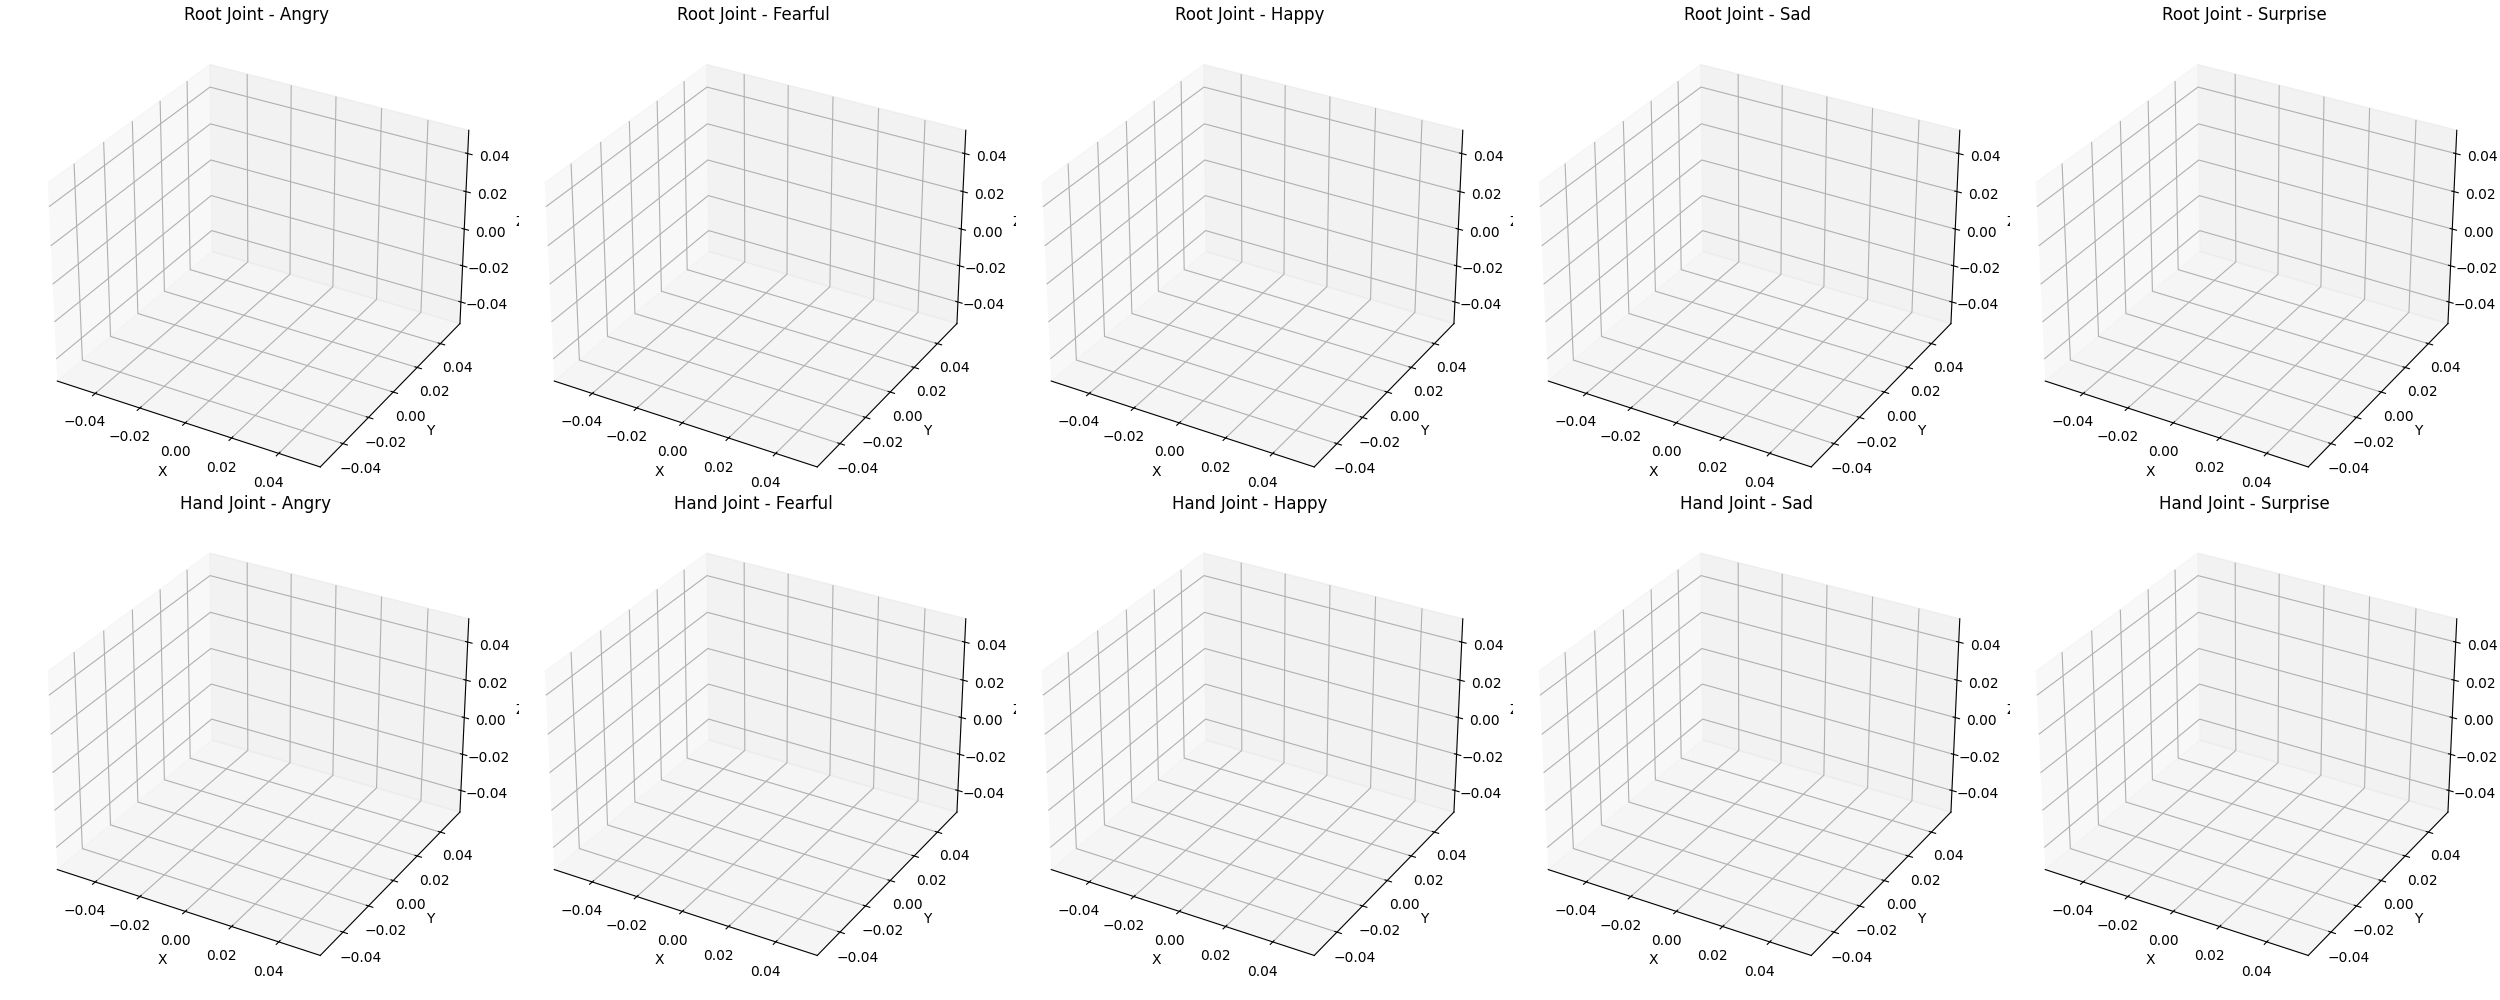 Root Joint - Angry
Root Joint - Fearful
Root Joint - Happy
Root Joint - Sad
Root Joint - Surprise
0.04 0.04 0.04 0.04 0.04
0.02 0.02 0.02 0.02 0.02
0.00 0.00 0.00 0.00 0.00
−0.02 −0.02 −0.02 −0.02 −0.02
−0.04 −0.04 −0.04 −0.04 −0.04
0.04 0.04 0.04 0.04 0.04
0.02 0.02 0.02 0.02 0.02
−0.04 0.00 −0.04 0.00 −0.04 0.00 −0.04 0.00 −0.04 0.00
−0.02 Y −0.02 Y −0.02 Y −0.02 Y −0.02 Y
−0.02 −0.02 −0.02 −0.02 −0.02
0.00 0.00 0.00 0.00 0.00
X 0.02 −0.04 X 0.02 −0.04 X 0.02 −0.04 X 0.02 −0.04 X 0.02 −0.04
0.04 0.04 0.04 0.04 0.04
Hand Joint - Angry
Hand Joint - Fearful
Hand Joint - Happy
Hand Joint - Sad
Hand Joint - Surprise
0.04 0.04 0.04 0.04 0.04
0.02 0.02 0.02 0.02 0.02
0.00 0.00 0.00 0.00 0.00
−0.02 −0.02 −0.02 −0.02 −0.02
−0.04 −0.04 −0.04 −0.04 −0.04
0.04 0.04 0.04 0.04 0.04
0.02 0.02 0.02 0.02 0.02
−0.04 0.00 −0.04 0.00 −0.04 0.00 −0.04 0.00 −0.04 0.00
−0.02 Y −0.02 Y −0.02 Y −0.02 Y −0.02 Y
−0.02 −0.02 −0.02 −0.02 −0.02
0.00 0.00 0.00 0.00 0.00
X 0.02 −0.04 X 0.02 −0.04 X 0.02 −0.04 X 0.02 −0.04 X 0.02 −0.04
0.04 0.04 0.04 0.04 0.04